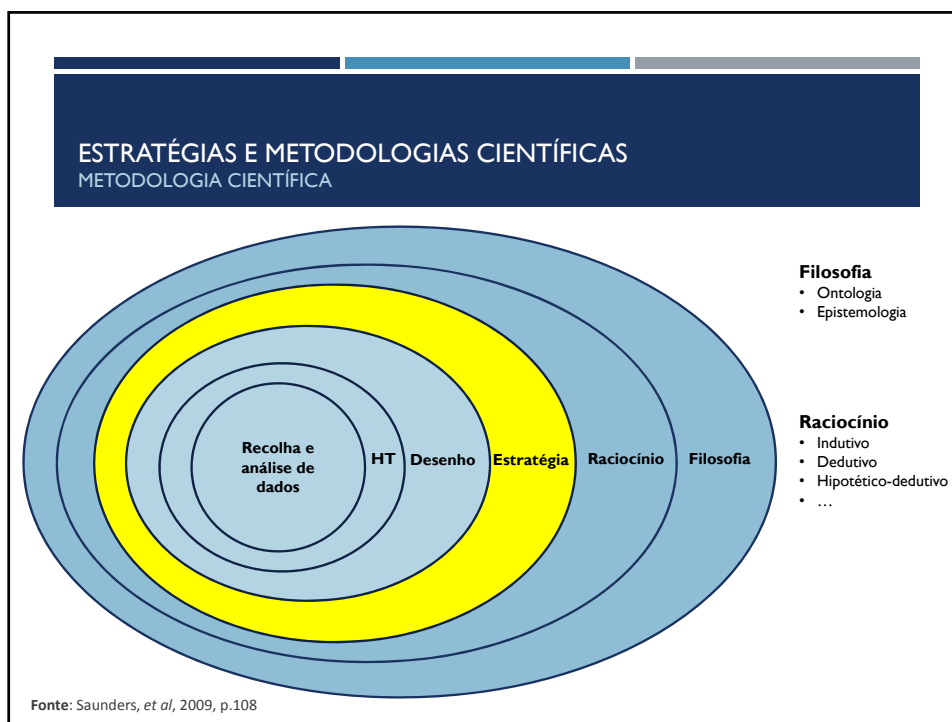 ESTRATÉGIAS E METODOLOGIAS CIENTÍFICAS
METODOLOGIA CIENTÍFICA
Filosofia
• Ontologia
• Epistemologia
Raciocínio
• Indutivo
• Dedutivo
• Hipotético-dedutivo
• …
Recolha e
análise de
dados
HT
Desenho
Estratégia
Raciocínio
Filosofia
Fonte: Saunders, et al, 2009, p.108